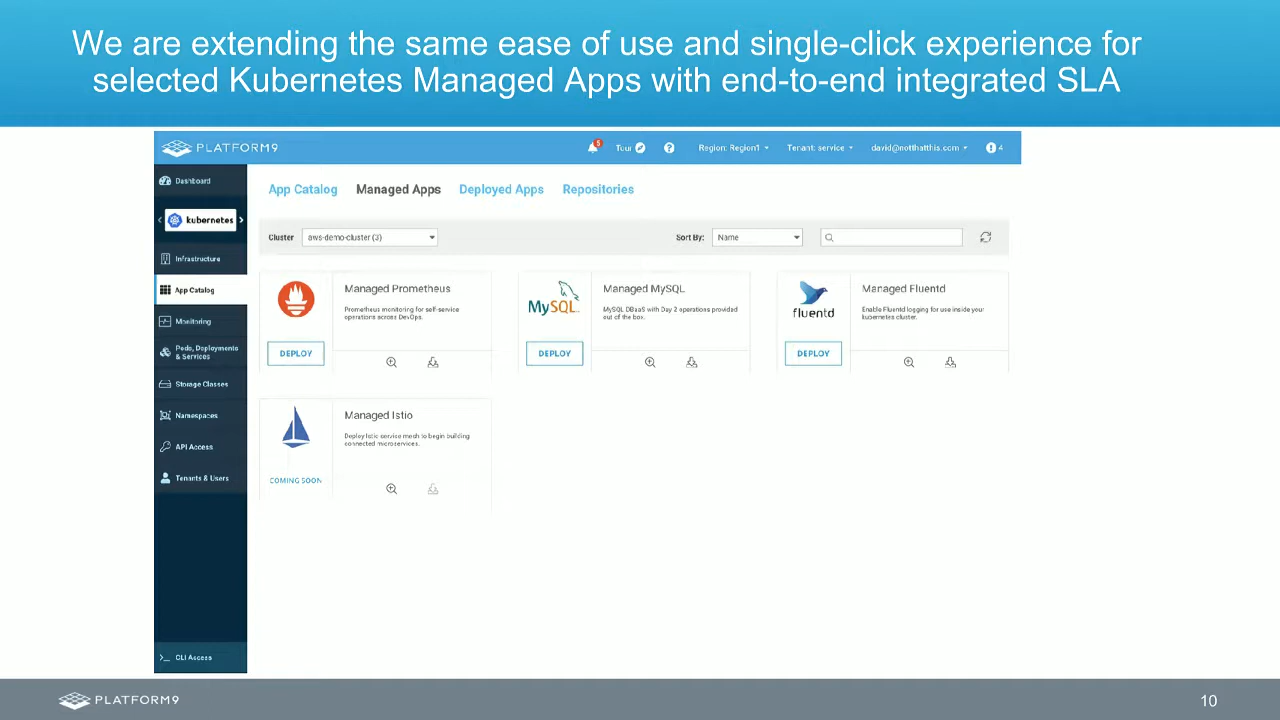 We are extending the same ease of use and single-click experience for
selected Kubernetes Managed Apps with end-to-end integrated SLA
PLATFORM9
5
Tour
Region: Region1
Tenant: service
david@notthatthis.com
4
Dashboard
kubernetes
Infrastructure
App Catalog
Monitoring
Pods, Deployments
& Services
Storage Classes
Namespaces
API Access
Tenants & Users
CLI Access
App Catalog
Managed Apps
Deployed Apps
Repositories
Cluster
aws-demo-cluster (3)
Sort By:
Name
Managed Prometheus
Prometheus monitoring for self-service
operations across DevOps.
DEPLOY
MySQL
Managed MySQL
MySQL DBaaS with Day 2 operations provided
out of the box.
DEPLOY
fluentd
Managed Fluentd
Enable Fluentd logging for use inside your
kubernetes cluster.
DEPLOY
Managed Istio
Deploy Istio service mesh to begin building
connected microservices.
COMING SOON
PLATFORM9
10